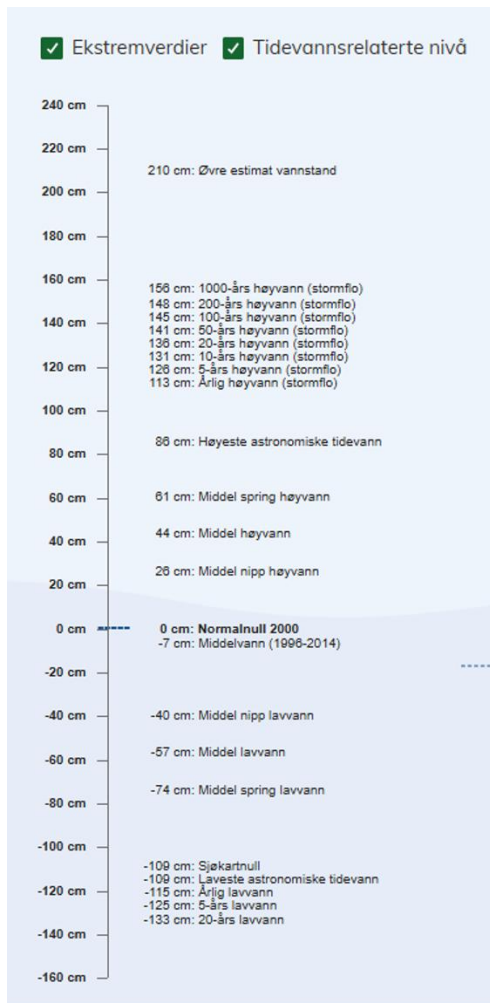 Ekstremverdier Tidevannsrelaterte nivå
240 cm
220 cm
210 cm: Øvre estimat vannstand
200 cm
180 cm
160 cm
156 cm: 1000-års høyvann (stormflo)
148 cm: 200-års høyvann (stormflo)
145 cm: 100-års høyvann (stormflo)
140 cm
141 cm: 50-års høyvann (stormflo)
136 cm: 20-års høyvann (stormflo)
131 cm: 10-års høyvann (stormflo)
120 cm
126 cm: 5-års høyvann (stormflo)
113 cm: Årlig høyvann (stormflo)
100 cm
86 cm: Høyeste astronomiske tidevann
80 cm
60 cm
61 cm: Middel spring høyvann
44 cm: Middel høyvann
40 cm
26 cm: Middel nipp høyvann
20 cm
0 cm
0 cm: Normalnull 2000
-7 cm: Middelvann (1996-2014)
-20 cm
-40 cm
-40 cm: Middel nipp lavvann
-57 cm: Middel lavvann
-60 cm
-74 cm: Middel spring lavvann
-80 cm
-100 cm
-109 cm: Sjøkartnull
-109 cm: Laveste astronomiske tidevann
-120 cm
-115 cm: Årlig lavvann
-125 cm: 5-års lavvann
-133 cm: 20-års lavvann
-140 cm
-160 cm